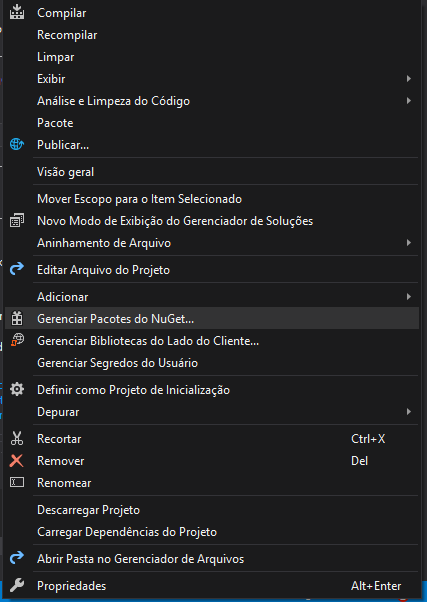 Compilar
Recompilar
Limpar
Exibir
Análise e Limpeza do Código
Pacote
Publicar...
Visão geral
Mover Escopo para o Item Selecionado
Novo Modo de Exibição do Gerenciador de Soluções
Aninhamento de Arquivo
Editar Arquivo do Projeto
Adicionar
Gerenciar Pacotes do NuGet...
Gerenciar Bibliotecas do Lado do Cliente...
Gerenciar Segredos do Usuário
Definir como Projeto de Inicialização
Depurar
Recortar Ctrl+X
Remover Del
Renomear
Descarregar Projeto
Carregar Dependências do Projeto
Abrir Pasta no Gerenciador de Arquivos
Propriedades Alt+Enter